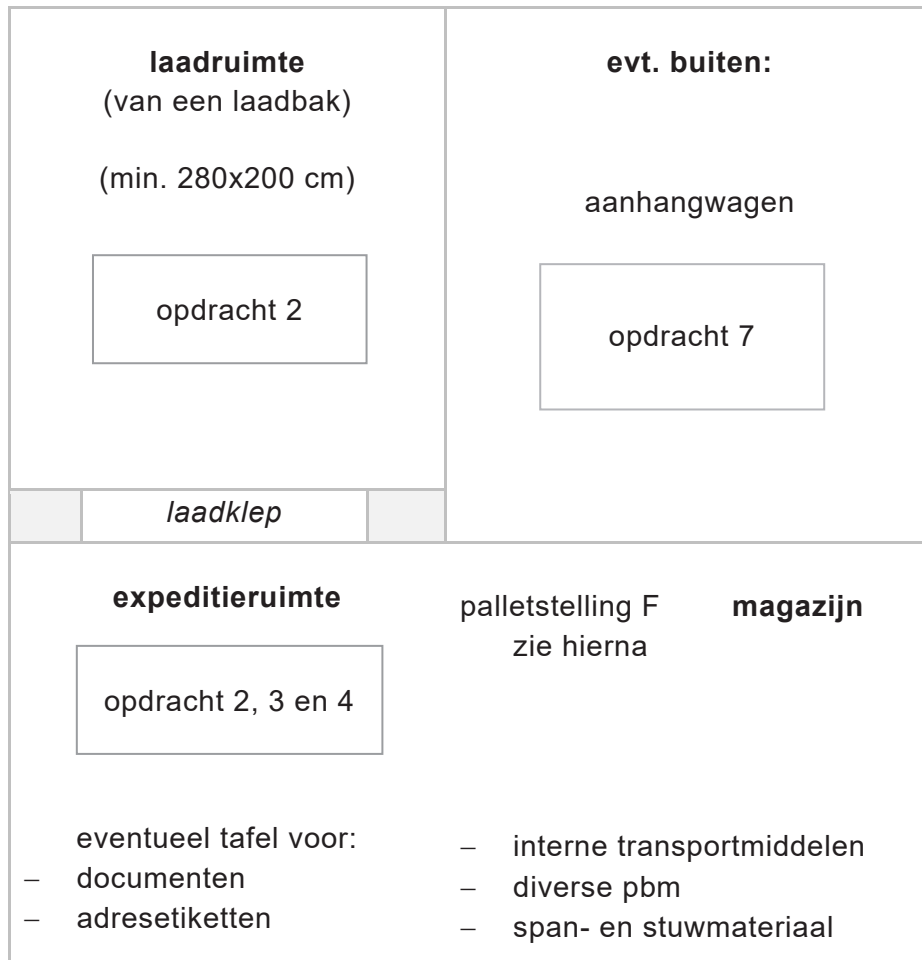 laadruimte
(van een laadbak)
(min. 280x200 cm)
opdracht 2
evt. buiten:
aanhangwagen
opdracht 7
laadklep
expeditieruimte
opdracht 2, 3 en 4
eventueel tafel voor:
– documenten
– adresetiketten
palletstelling F magazijn
zie hierna
– interne transportmiddelen
– diverse pbm
– span- en stuwmateriaal